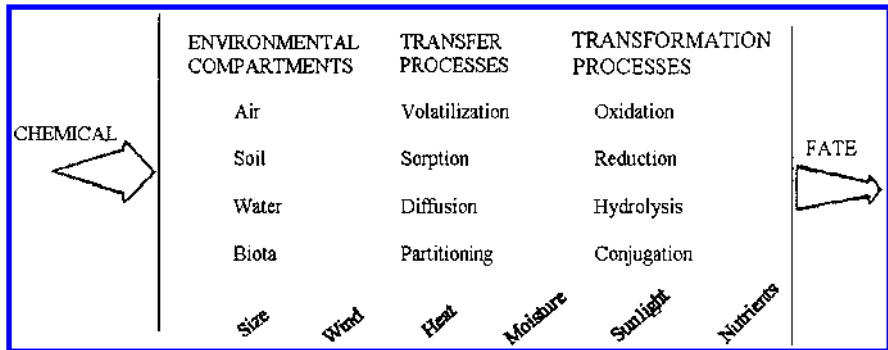 ENVIRONMENTAL COMPARTMENTS
TRANSFER PROCESSES
TRANSFORMATION PROCESSES
CHEMICAL
Air Volatilization Oxidation
Soil Sorption Reduction
Water Diffusion Hydrolysis
Biota Partitioning Conjugation
FATE
Size Wind Heat Moisture Sunlight Nutrients